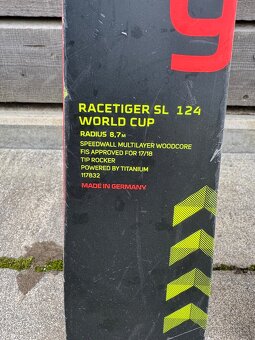 RACETIGER SL 124
WORLD CUP
RADIUS 8,7M
SPEEDWALL MULTILAYER WOODCORE
FIS APPROVED FOR 17/18
TIP ROCKER
POWERED BY TITANIUM
117832
MADE IN GERMANY